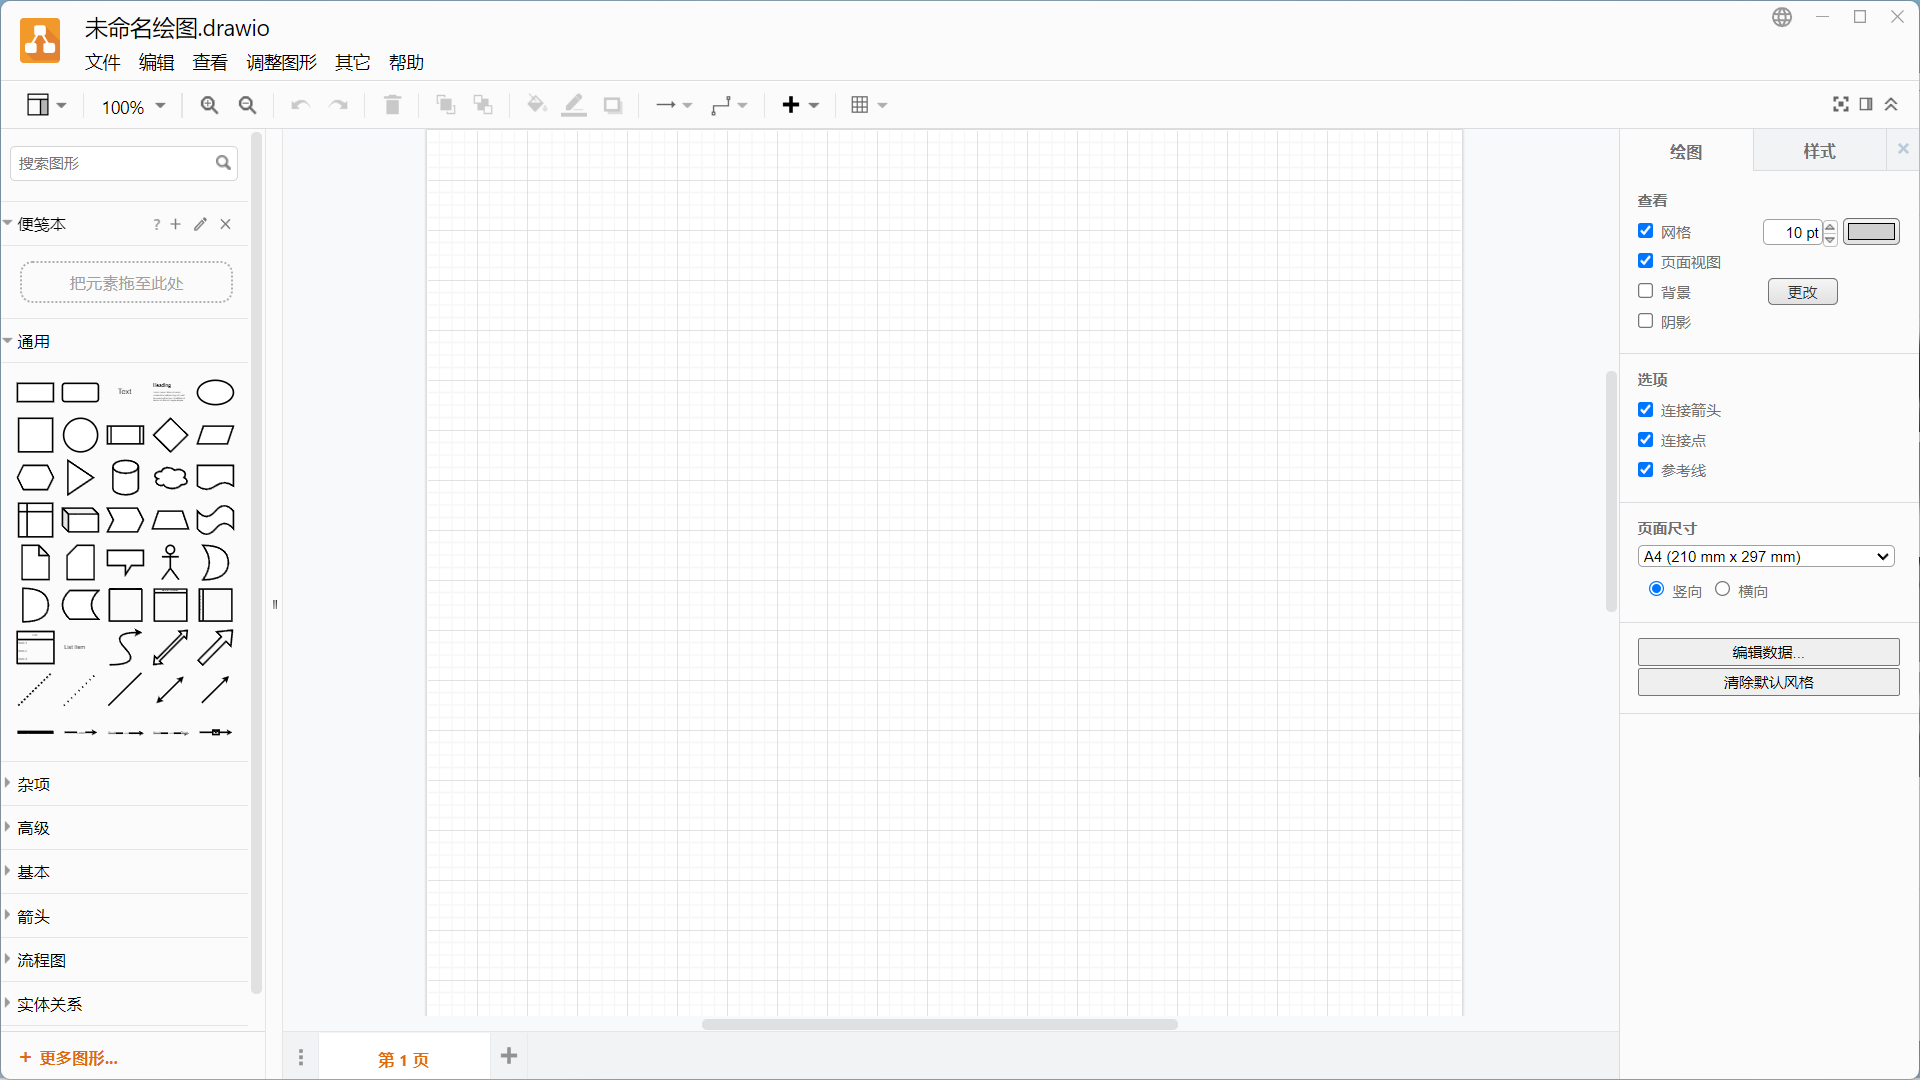 未命名绘图.drawio
文件 编辑 查看 调整图形 其它 帮助
100%
搜索图形
便笺本
?
把元素拖至此处
通用
Text
Heading
List Item
杂项
高级
基本
箭头
流程图
实体关系
+ 更多图形...
第 1 页
绘图 样式
查看
网格 10 pt
页面视图
背景 更改
阴影
选项
连接箭头
连接点
参考线
页面尺寸
A4 (210 mm x 297 mm)
竖向 横向
编辑数据...
清除默认风格